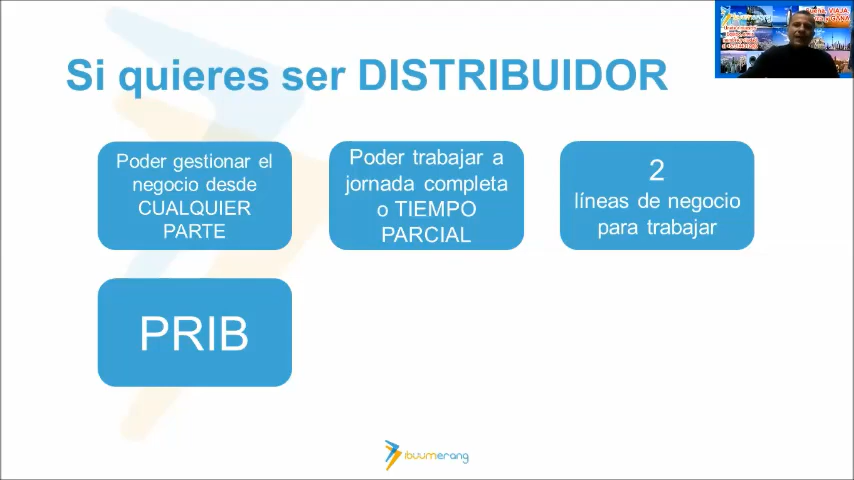 Si quieres ser DISTRIBUIDOR
Poder gestionar el
negocio desde
CUALQUIER
PARTE
Poder trabajar a
jornada completa
o TIEMPO
PARCIAL
2
líneas de negocio
para trabajar
PRIB
ibuumerang
VIAJA